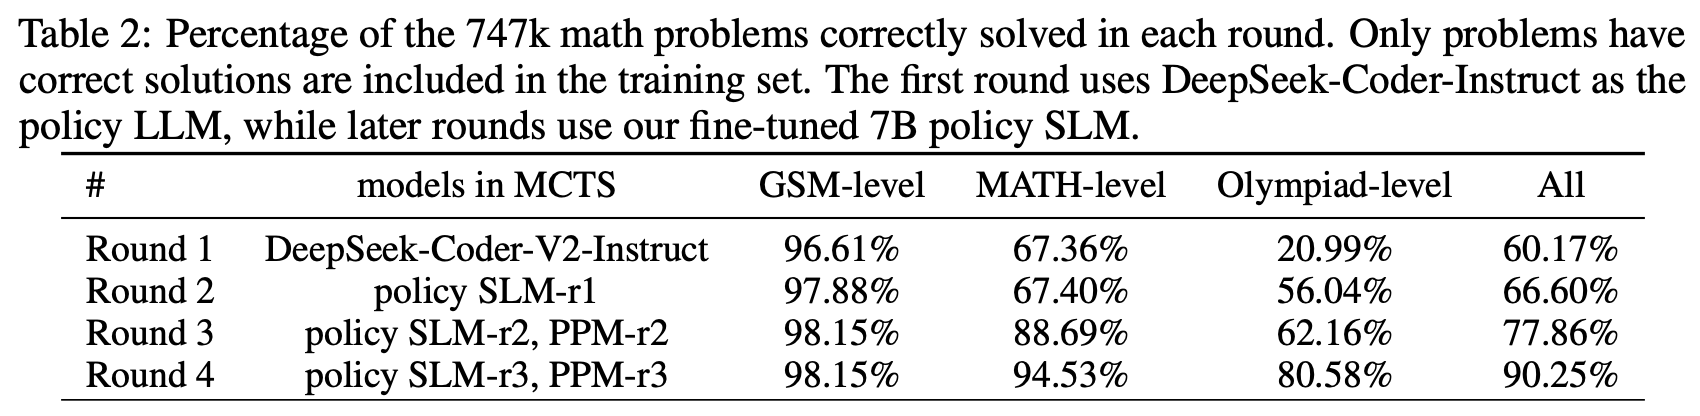 Table 2: Percentage of the 747k math problems correctly solved in each round. Only problems have
correct solutions are included in the training set. The first round uses DeepSeek-Coder-Instruct as the
policy LLM, while later rounds use our fine-tuned 7B policy SLM.
# models in MCTS GSM-level MATH-level Olympiad-level All
Round 1 DeepSeek-Coder-V2-Instruct 96.61% 67.36% 20.99% 60.17%
Round 2 policy SLM-r1 97.88% 67.40% 56.04% 66.60%
Round 3 policy SLM-r2, PPM-r2 98.15% 88.69% 62.16% 77.86%
Round 4 policy SLM-r3, PPM-r3 98.15% 94.53% 80.58% 90.25%